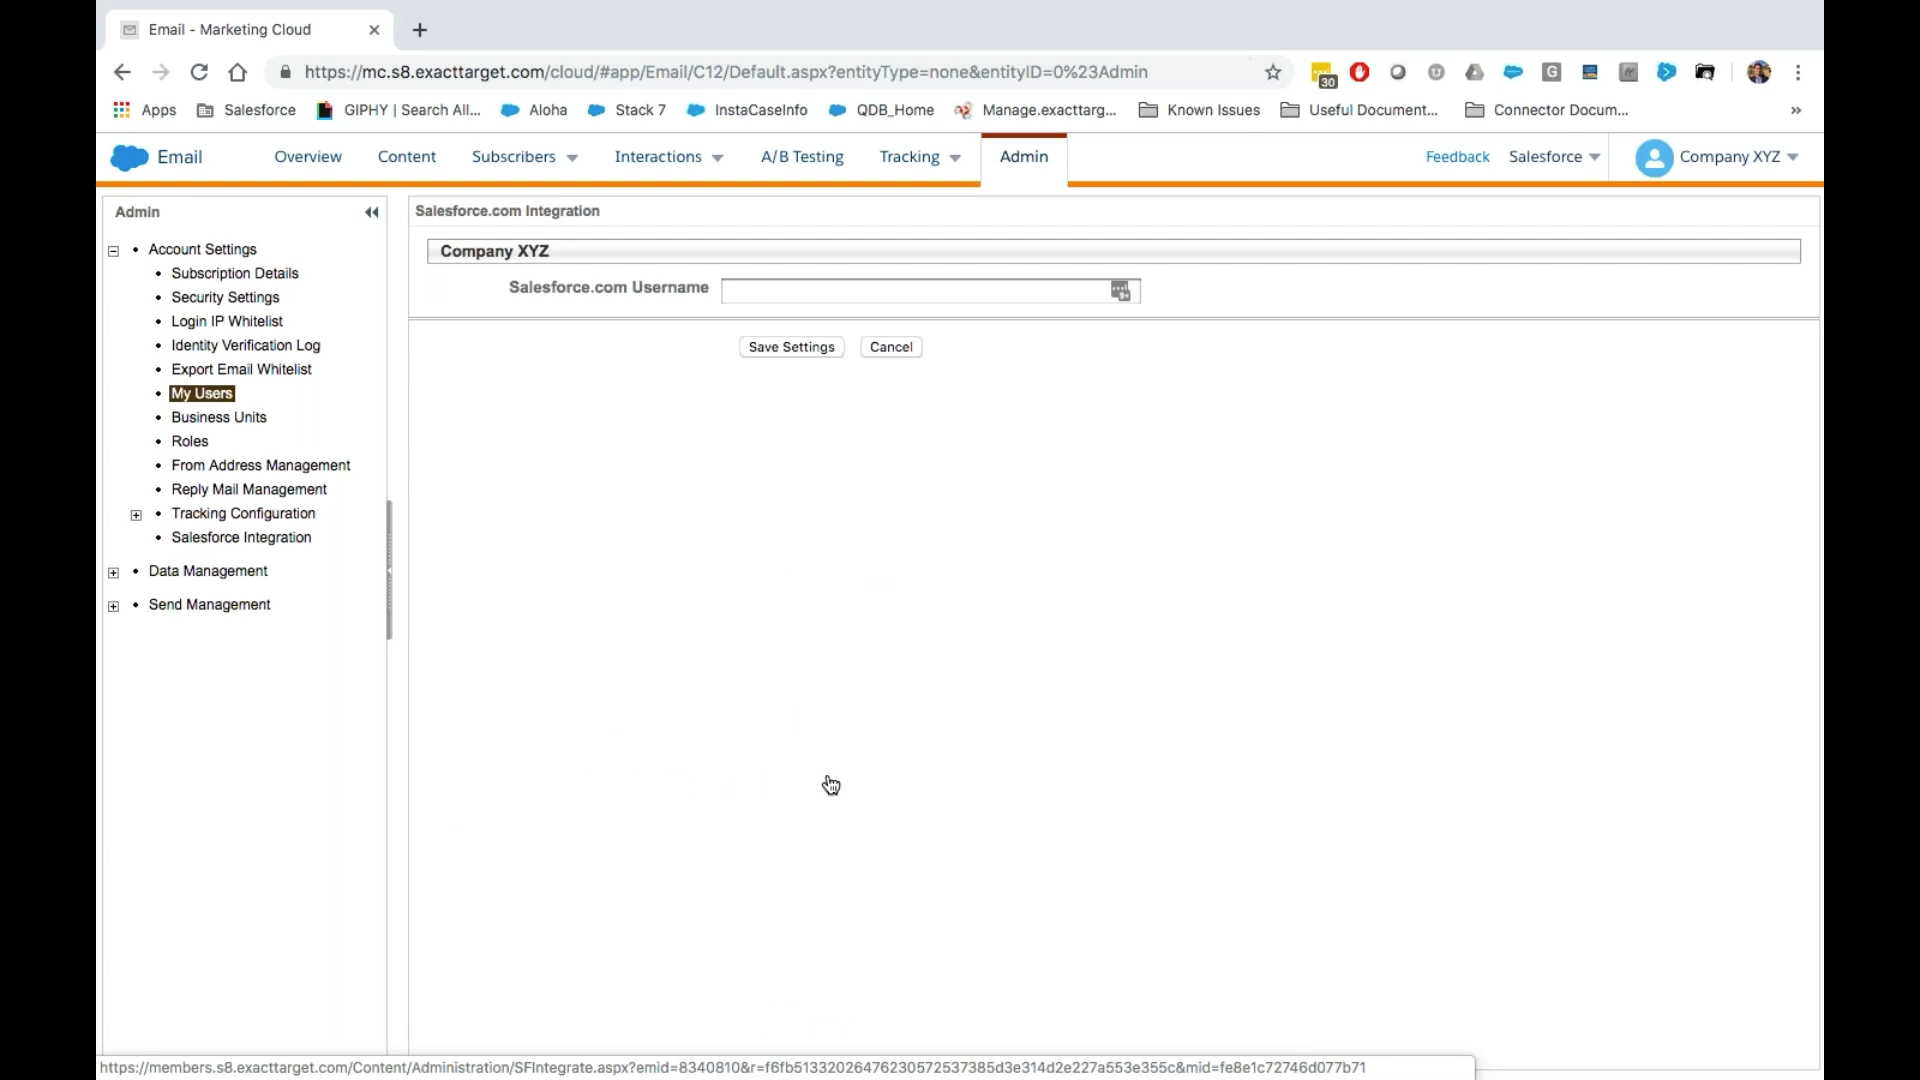 Email - Marketing Cloud
https://mc.s8.exacttarget.com/cloud/#app/Email/C12/Default.aspx?entityType=none&entityID=0%23Admin
30
Apps Salesforce GIPHY | Search All... Aloha Stack 7 InstaCaseInfo QDB_Home Manage.exacttarg... Known Issues Useful Document... Connector Docum... »
Email Overview Content Subscribers Interactions A/B Testing Tracking Admin Feedback Salesforce Company XYZ
Admin
Salesforce.com Integration
Company XYZ
Salesforce.com Username
Save Settings Cancel
Account Settings
Subscription Details
Security Settings
Login IP Whitelist
Identity Verification Log
Export Email Whitelist
My Users
Business Units
Roles
From Address Management
Reply Mail Management
Tracking Configuration
Salesforce Integration
Data Management
Send Management
https://members.s8.exacttarget.com/Content/Administration/SFIntegrate.aspx?emid=8340810&r=f6fb51332026476230572537385d3e314d2e227a553e355c&mid=fe8e1c72746d077b71